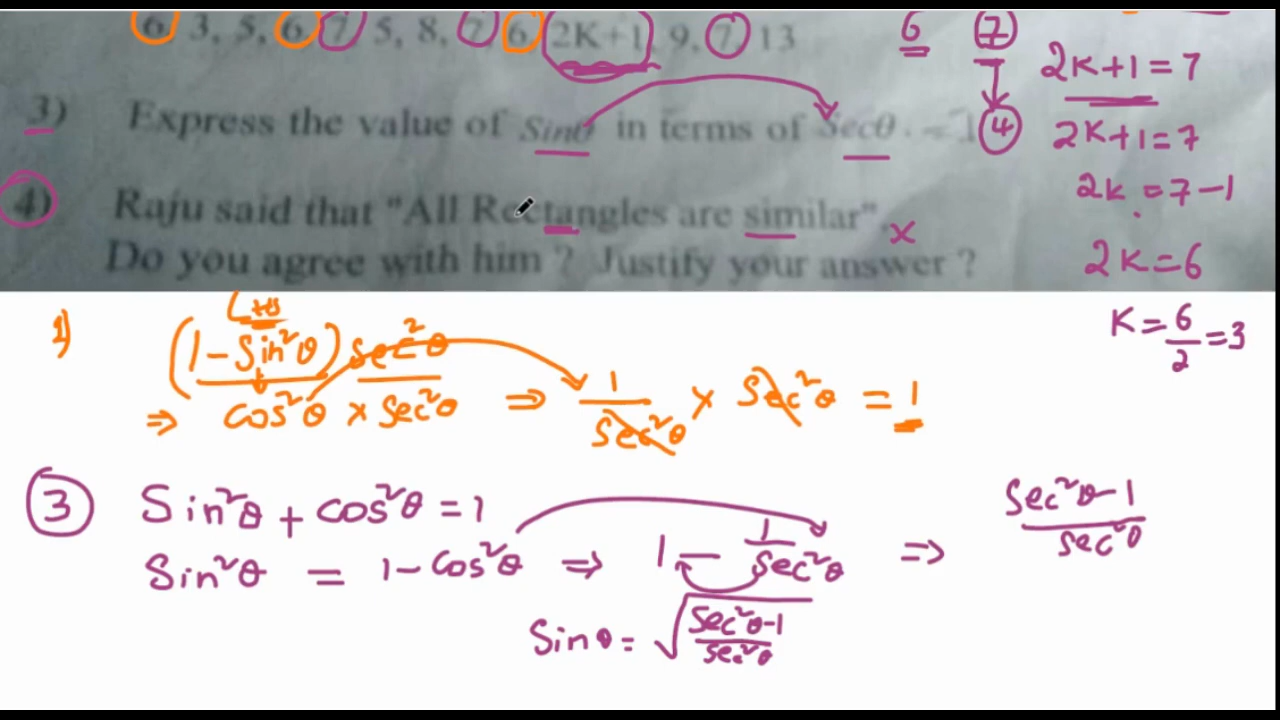 6 3, 5, 6 7 5, 8, 7 6, 2K+1, 9, 7, 13
6 7
2K+1 = 7
3) Express the value of Sinθ in terms of Secθ. - 1
4
2K+1 = 7
4) Raju said that "All Rectangles are similar". x
2K = 7-1
Do you agree with him ? Justify your answer ?
2K = 6
K = 6/2 = 3
1) (1 - Sin²θ) Sec²θ
⇒ Cos²θ × Sec²θ ⇒ 1/Sec²θ × Sec²θ = 1
3 Sin²θ + Cos²θ = 1
Sin²θ = 1 - Cos²θ ⇒ 1 - 1/Sec²θ ⇒ Sec²θ-1/Sec²θ
Sinθ = √Sec²θ-1/Sec²θ